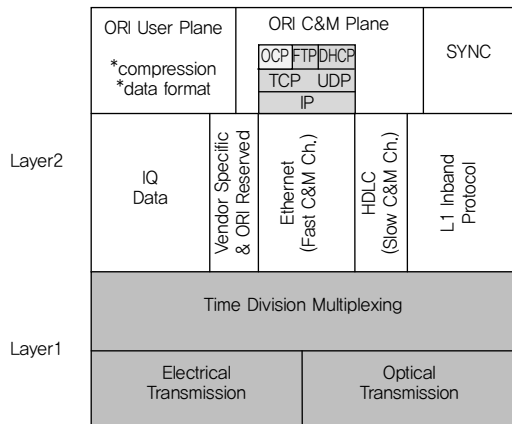 ORI User Plane
*compression
*data format
ORI C&M Plane
OCP FTP DHCP
TCP UDP
IP
SYNC
Layer2
IQ
Data
Vendor Specific
& ORI Reserved
Ethernet
(Fast C&M Ch.)
HDLC
(Slow C&M Ch.)
L1 Inband
Protocol
Time Division Multiplexing
Layer1
Electrical
Transmission
Optical
Transmission